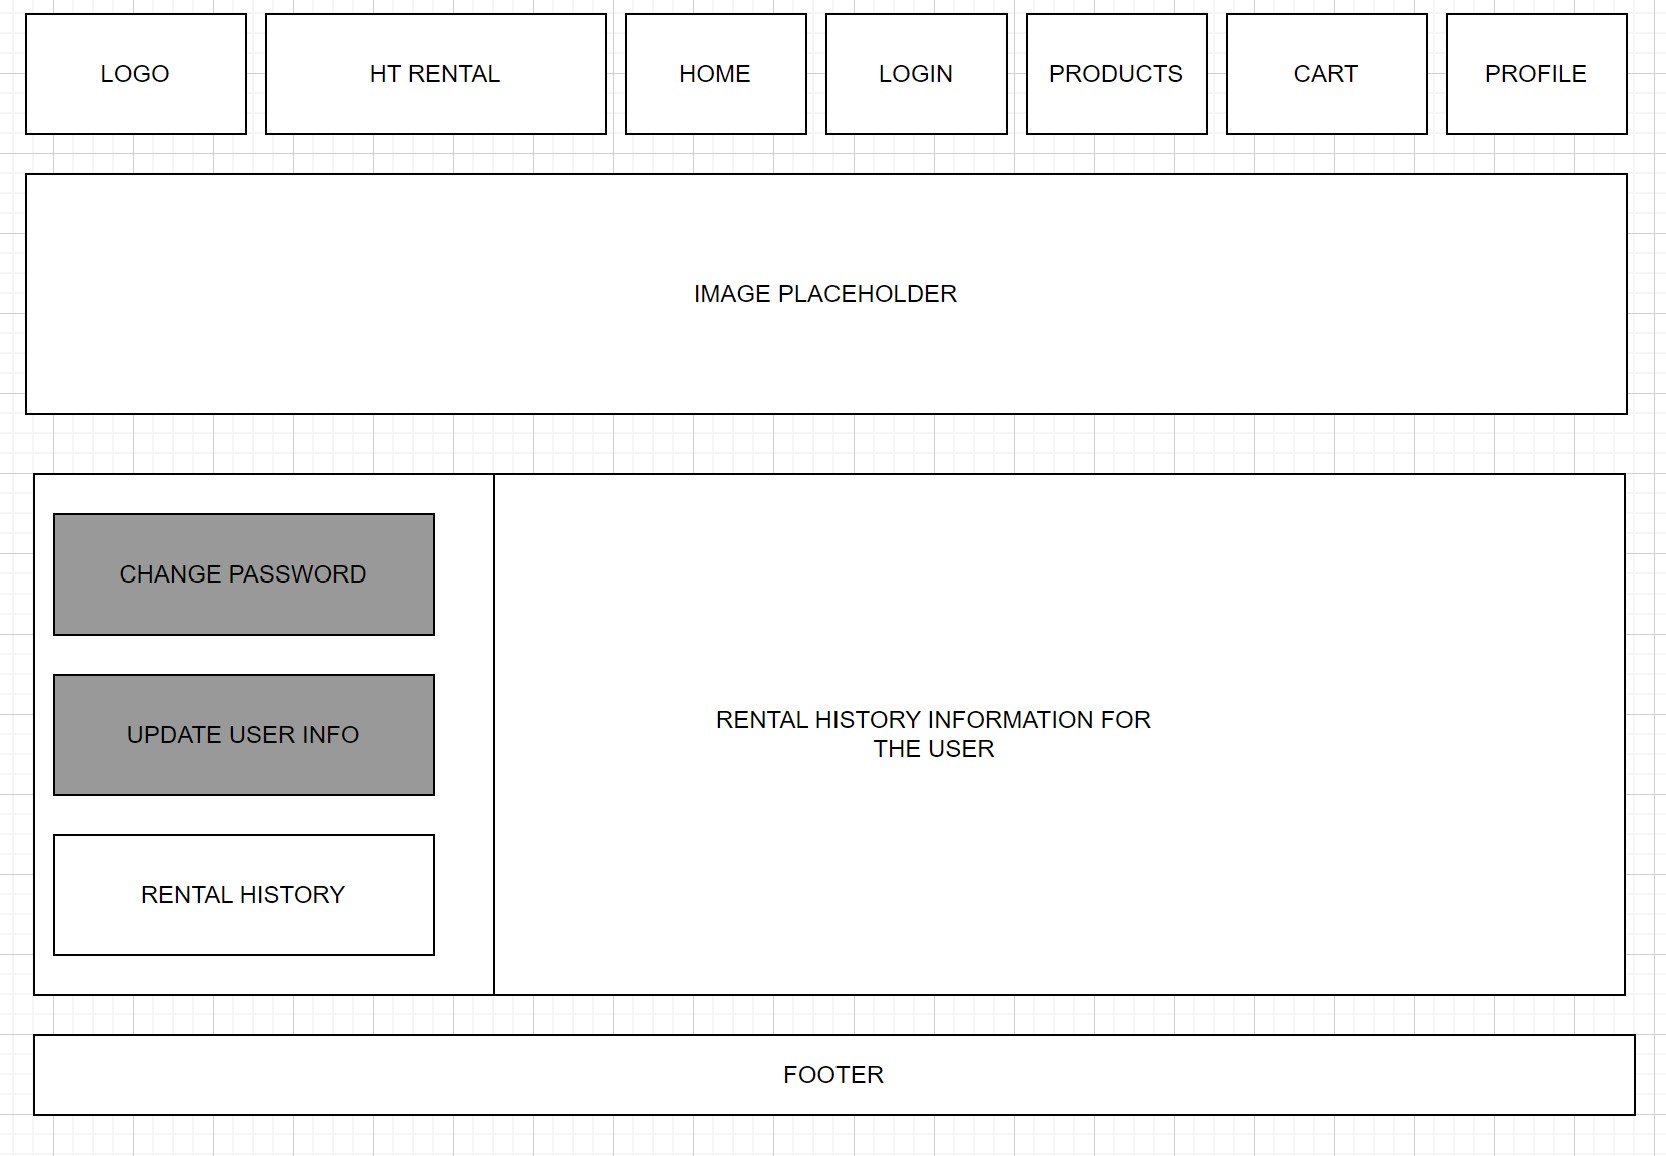 LOGO
HT RENTAL
HOME
LOGIN
PRODUCTS
CART
PROFILE
IMAGE PLACEHOLDER
CHANGE PASSWORD
UPDATE USER INFO
RENTAL HISTORY
RENTAL HISTORY INFORMATION FOR
THE USER
FOOTER